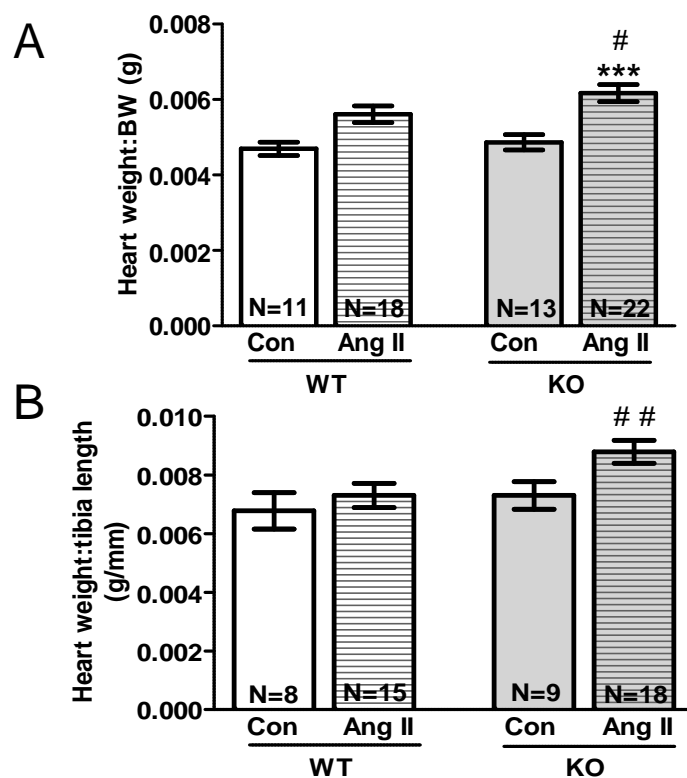 A
Heart weight:BW (g)
0.008
0.006
0.004
0.002
0.000
#
***
N=11 N=18 N=13 N=22
Con Ang II Con Ang II
WT KO
B
Heart weight:tibia length
(g/mm)
0.010
0.008
0.006
0.004
0.002
0.000
# #
N=8 N=15 N=9 N=18
Con Ang II Con Ang II
WT KO